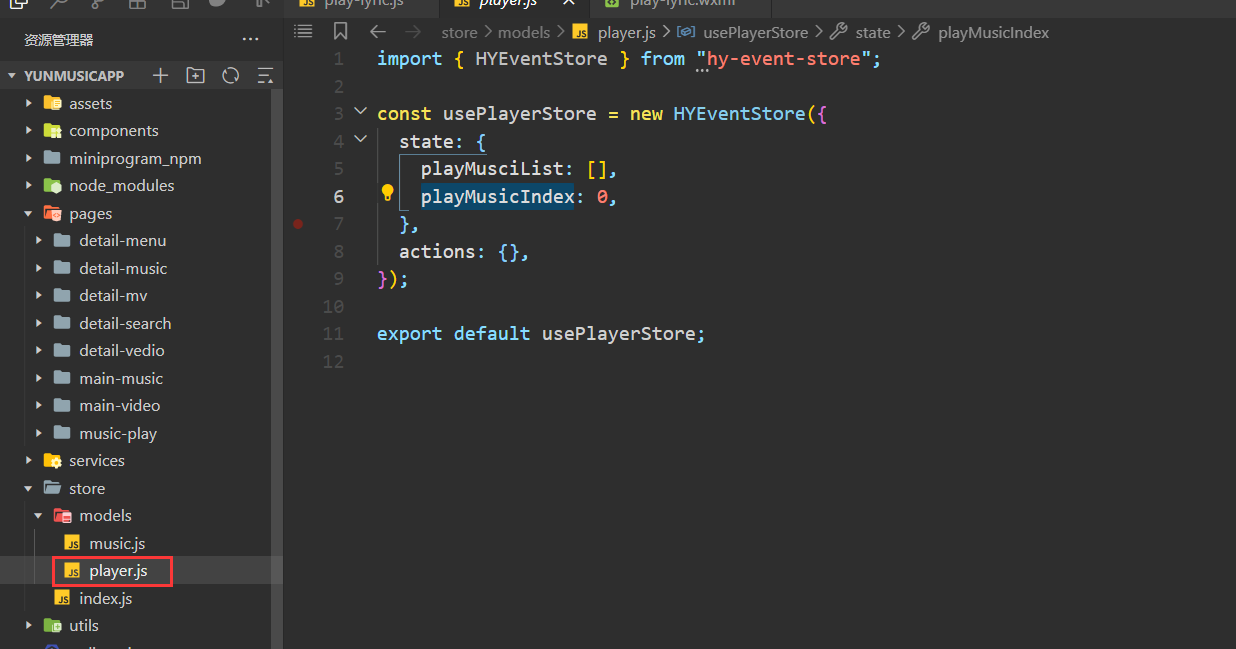 play-lyric.js
player.js
play-lyric.wxml
资源管理器
YUNMUSICAPP
assets
components
miniprogram_npm
node_modules
pages
detail-menu
detail-music
detail-mv
detail-search
detail-vedio
main-music
main-video
music-play
services
store
models
JS music.js
JS player.js
JS index.js
utils
store > models > JS player.js > usePlayerStore > state > playMusicIndex
1 import { HYEventStore } from "hy-event-store";
2
3 const usePlayerStore = new HYEventStore({
4 state: {
5 playMusciList: [],
6 playMusicIndex: 0,
7 },
8 actions: {},
9 });
10
11 export default usePlayerStore;
12